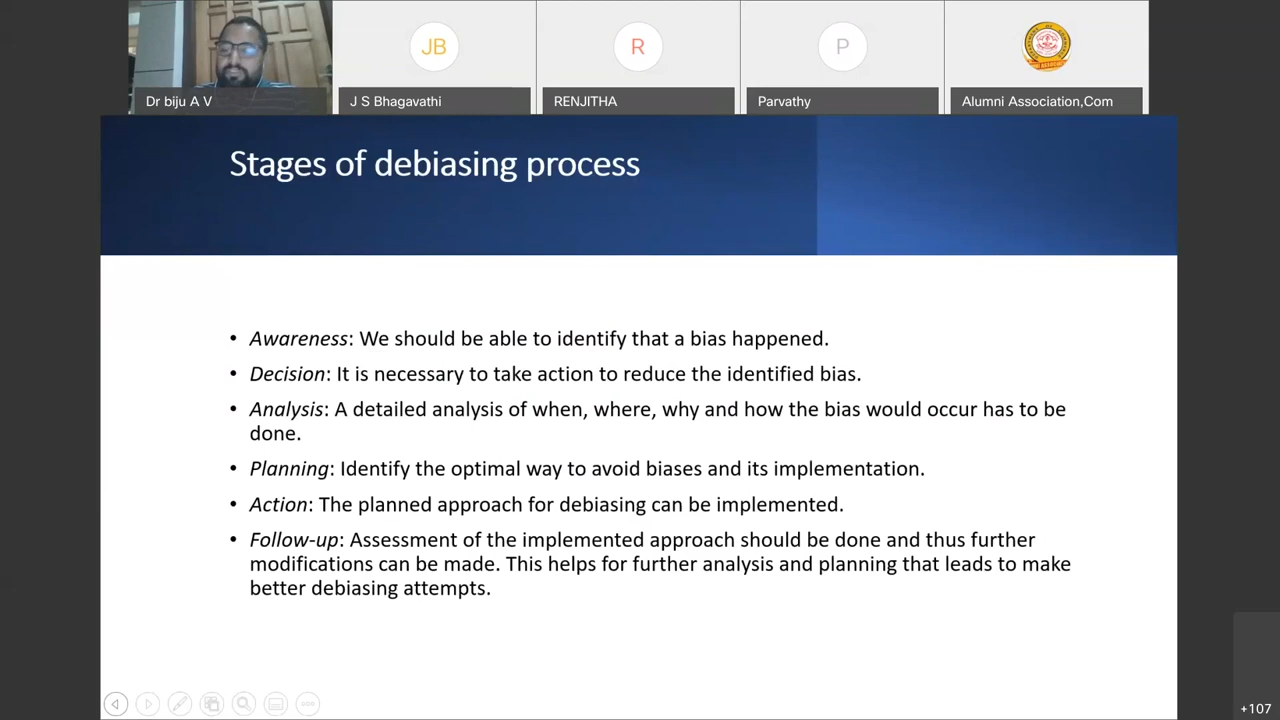 JB
R
P
Dr biju A V
J S Bhagavathi
RENJITHA
Parvathy
Alumni Association,Com
Stages of debiasing process
• Awareness: We should be able to identify that a bias happened.
• Decision: It is necessary to take action to reduce the identified bias.
• Analysis: A detailed analysis of when, where, why and how the bias would occur has to be
done.
• Planning: Identify the optimal way to avoid biases and its implementation.
• Action: The planned approach for debiasing can be implemented.
• Follow-up: Assessment of the implemented approach should be done and thus further
modifications can be made. This helps for further analysis and planning that leads to make
better debiasing attempts.
+107